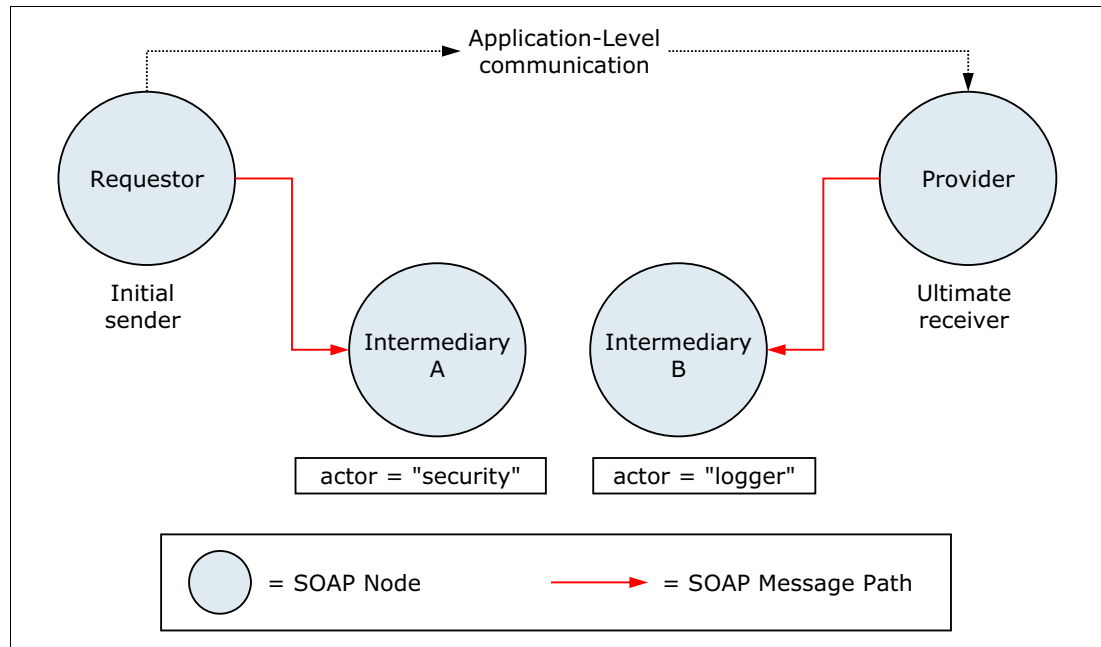 Application-Level
communication
Requestor
Provider
Initial
sender
Ultimate
receiver
Intermediary
A
Intermediary
B
actor = "security"
actor = "logger"
= SOAP Node
= SOAP Message Path